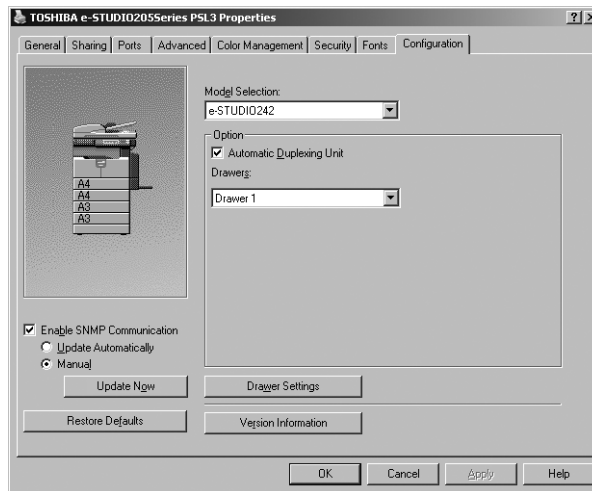 TOSHIBA e-STUDIO205Series PSL3 Properties
General Sharing Ports Advanced Color Management Security Fonts Configuration
Model Selection:
e-STUDIO242
Option
Automatic Duplexing Unit
Drawers:
Drawer 1
A4
A4
A3
A3
Enable SNMP Communication
Update Automatically
Manual
Update Now
Drawer Settings
Restore Defaults
Version Information
OK Cancel Apply Help